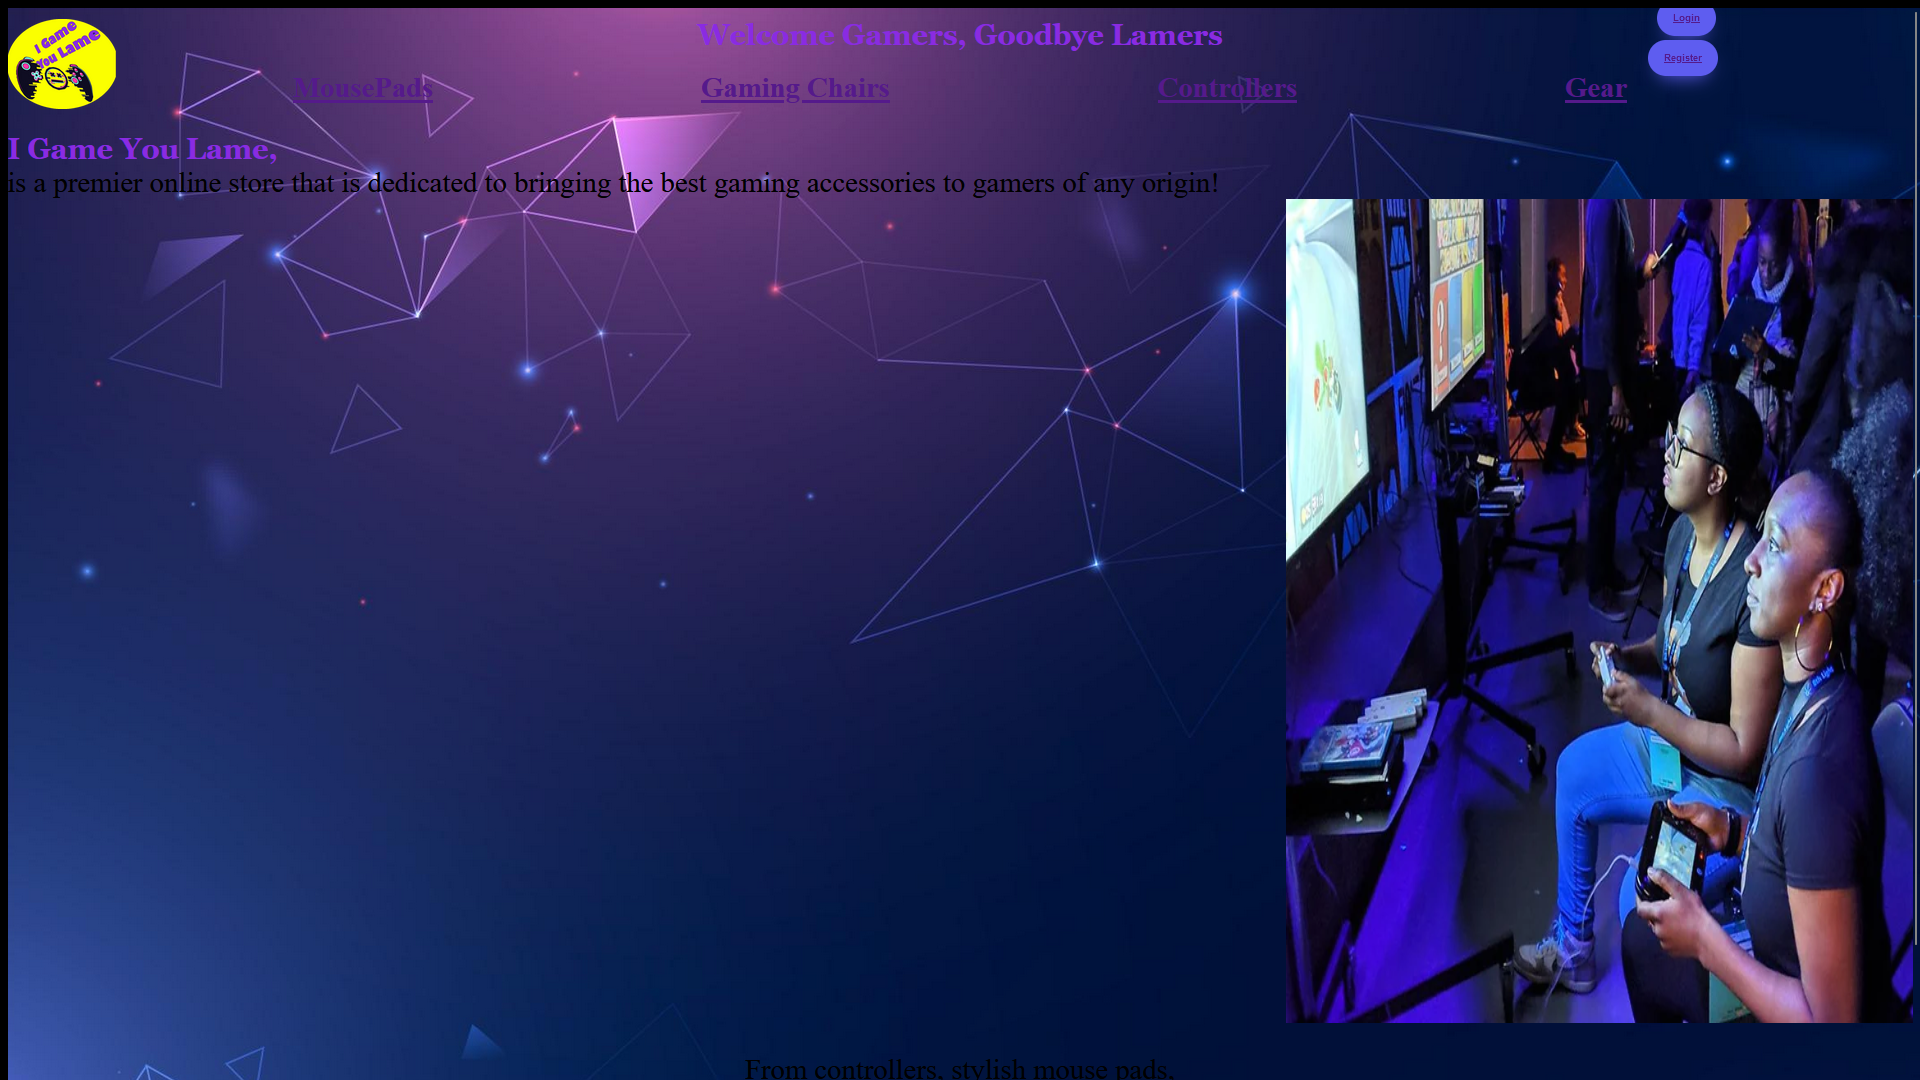 I Game
You Lame
Welcome Gamers, Goodbye Lamers
Login
Register
MousePads
Gaming Chairs
Controllers
Gear
I Game You Lame,
is a premier online store that is dedicated to bringing the best gaming accessories to gamers of any origin!
From controllers, stylish mouse pads,